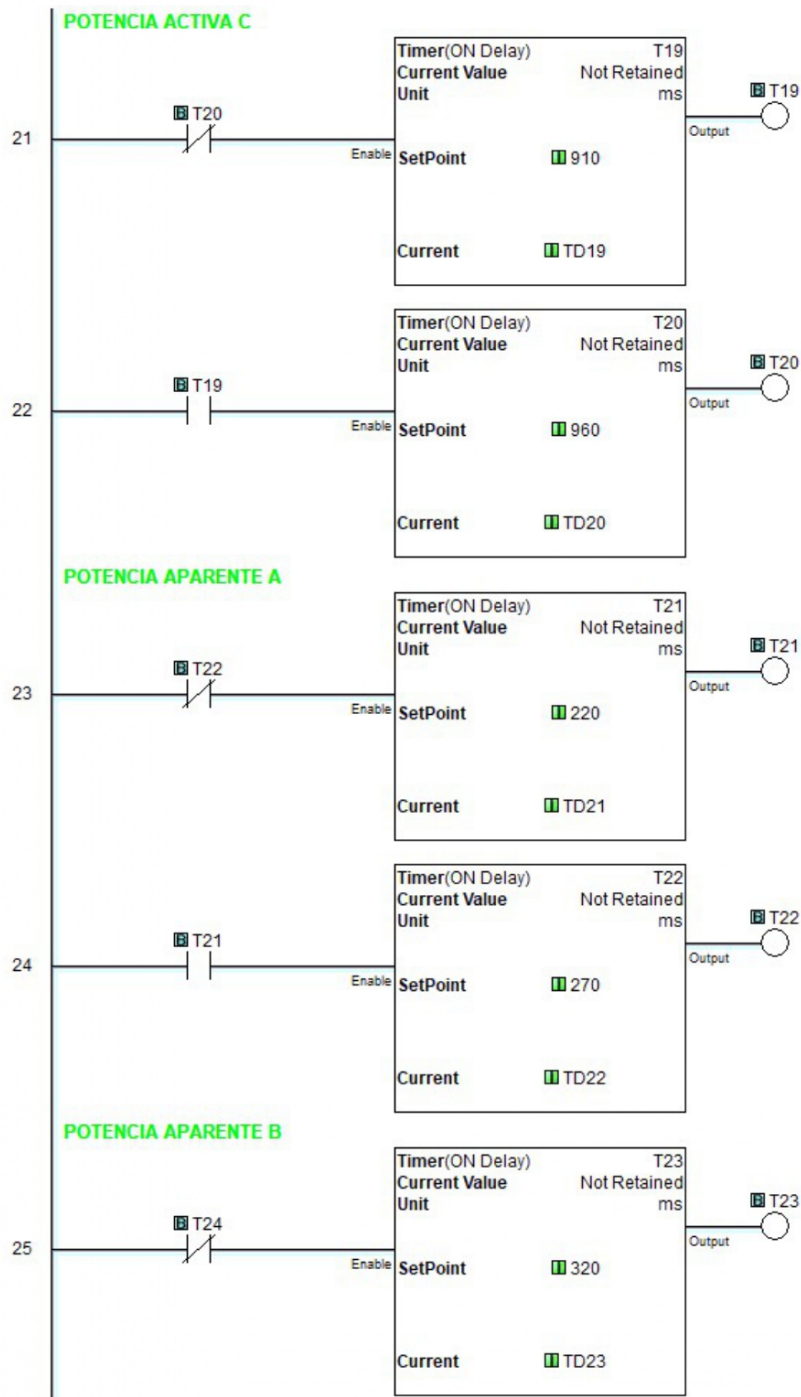 POTENCIA ACTIVA C
Timer(ON Delay) T19
Current Value Not Retained
Unit ms
B T19
B T20
Output
21
Enable
SetPoint 910
Current TD19
Timer(ON Delay) T20
Current Value Not Retained
Unit ms
B T20
B T19
Output
22
Enable
SetPoint 960
Current TD20
POTENCIA APARENTE A
Timer(ON Delay) T21
Current Value Not Retained
Unit ms
B T21
B T22
Output
23
Enable
SetPoint 220
Current TD21
Timer(ON Delay) T22
Current Value Not Retained
Unit ms
B T22
B T21
Output
24
Enable
SetPoint 270
Current TD22
POTENCIA APARENTE B
Timer(ON Delay) T23
Current Value Not Retained
Unit ms
B T23
B T24
Output
25
Enable
SetPoint 320
Current TD23